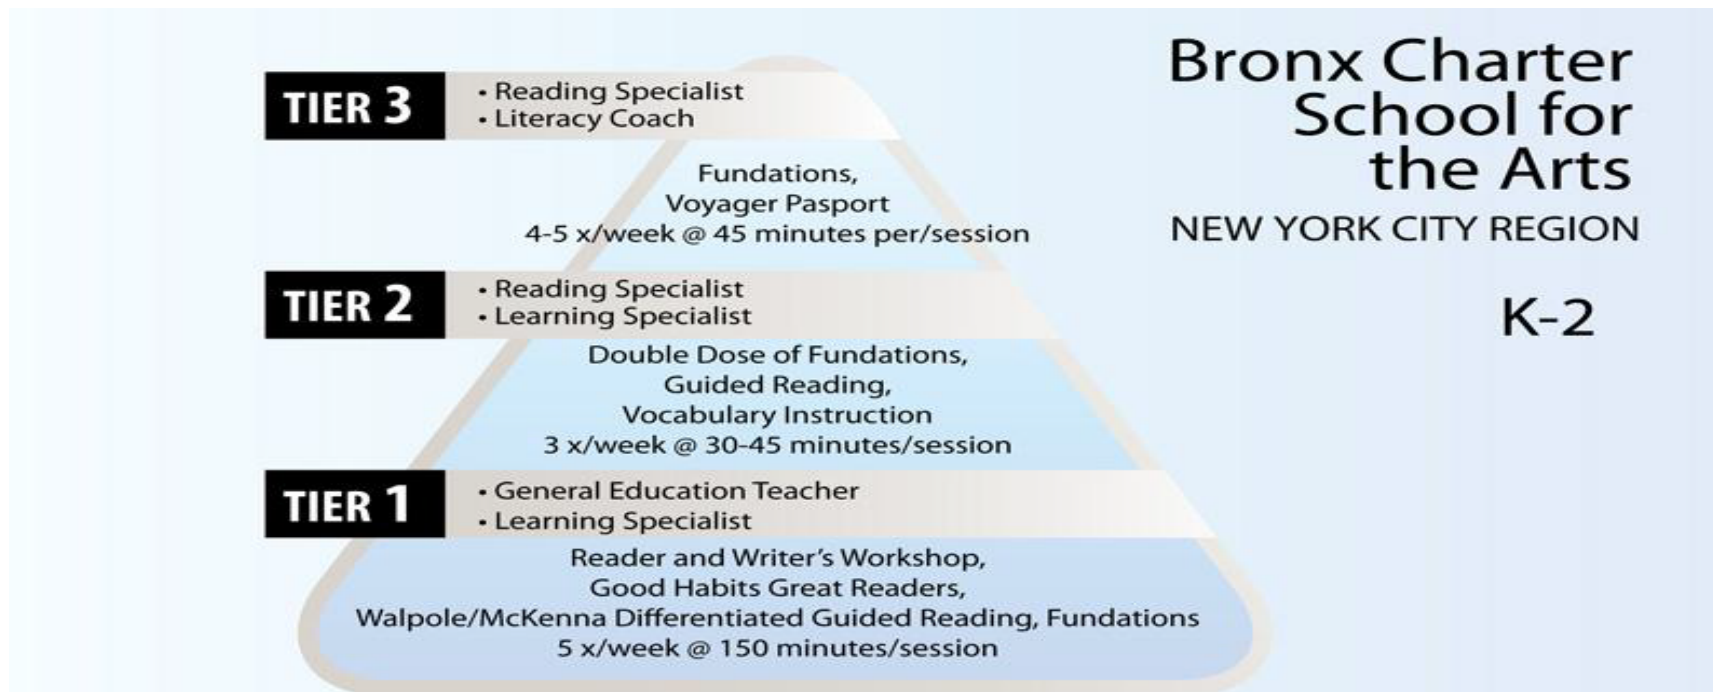 Bronx Charter
School for
the Arts
NEW YORK CITY REGION
K-2
TIER 3
• Reading Specialist
• Literacy Coach
Fundations,
Voyager Pasport
4-5 x/week @ 45 minutes per/session
TIER 2
• Reading Specialist
• Learning Specialist
Double Dose of Fundations,
Guided Reading,
Vocabulary Instruction
3 x/week @ 30-45 minutes/session
TIER 1
• General Education Teacher
• Learning Specialist
Reader and Writer’s Workshop,
Good Habits Great Readers,
Walpole/McKenna Differentiated Guided Reading, Fundations
5 x/week @ 150 minutes/session